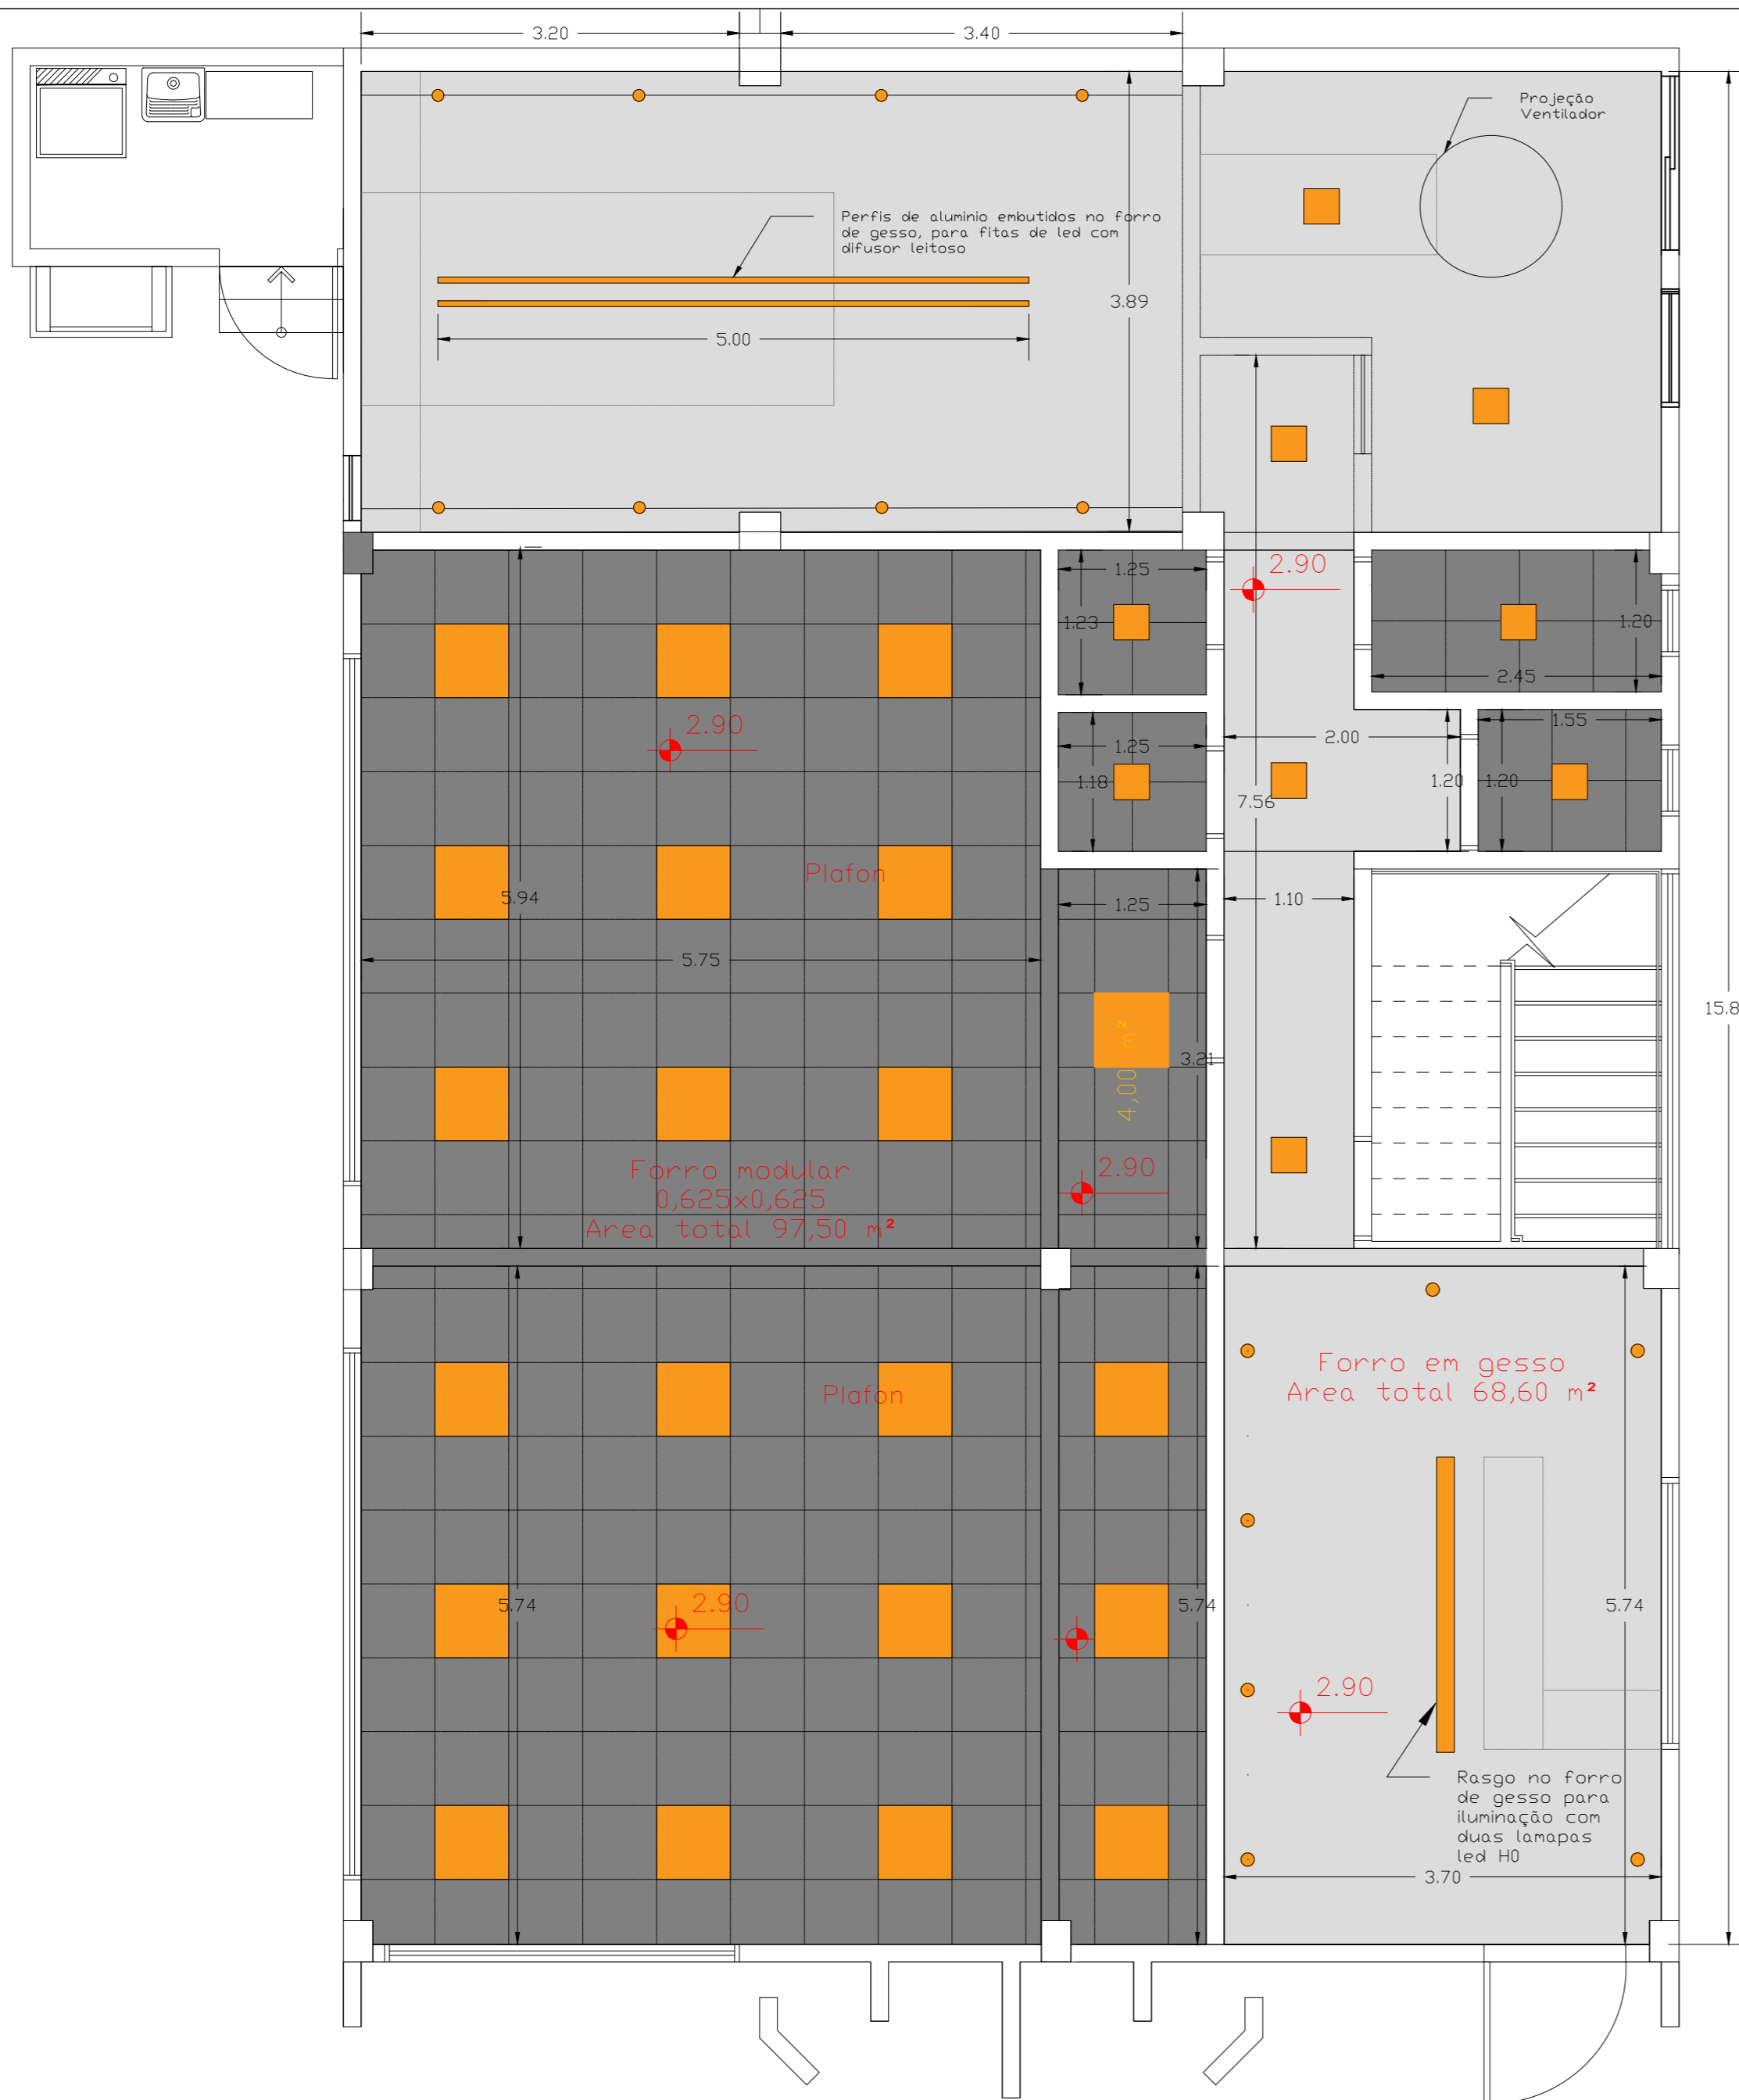 3.20
3.40
Projeção
Ventilador
Perfis de aluminio embutidos no forro
de gesso, para fitas de led com
difusor leitoso
3.89
5.00
2.90
1.25
1.23
1.20
2.45
2.90
1.55
1.25
2.00
1.18
1.20
1.20
7.56
Plafon
5.94
1.25
1.10
5.75
15.8
4,00 m²
3.21
Forro modular
0,625x0,625
Area total 97,50 m²
2.90
Forro em gesso
Area total 68,60 m²
Plafon
5.74
2.90
5.74
5.74
2.90
Rasgo no forro
de gesso para
iluminação com
duas lamapas
led HO
3.70